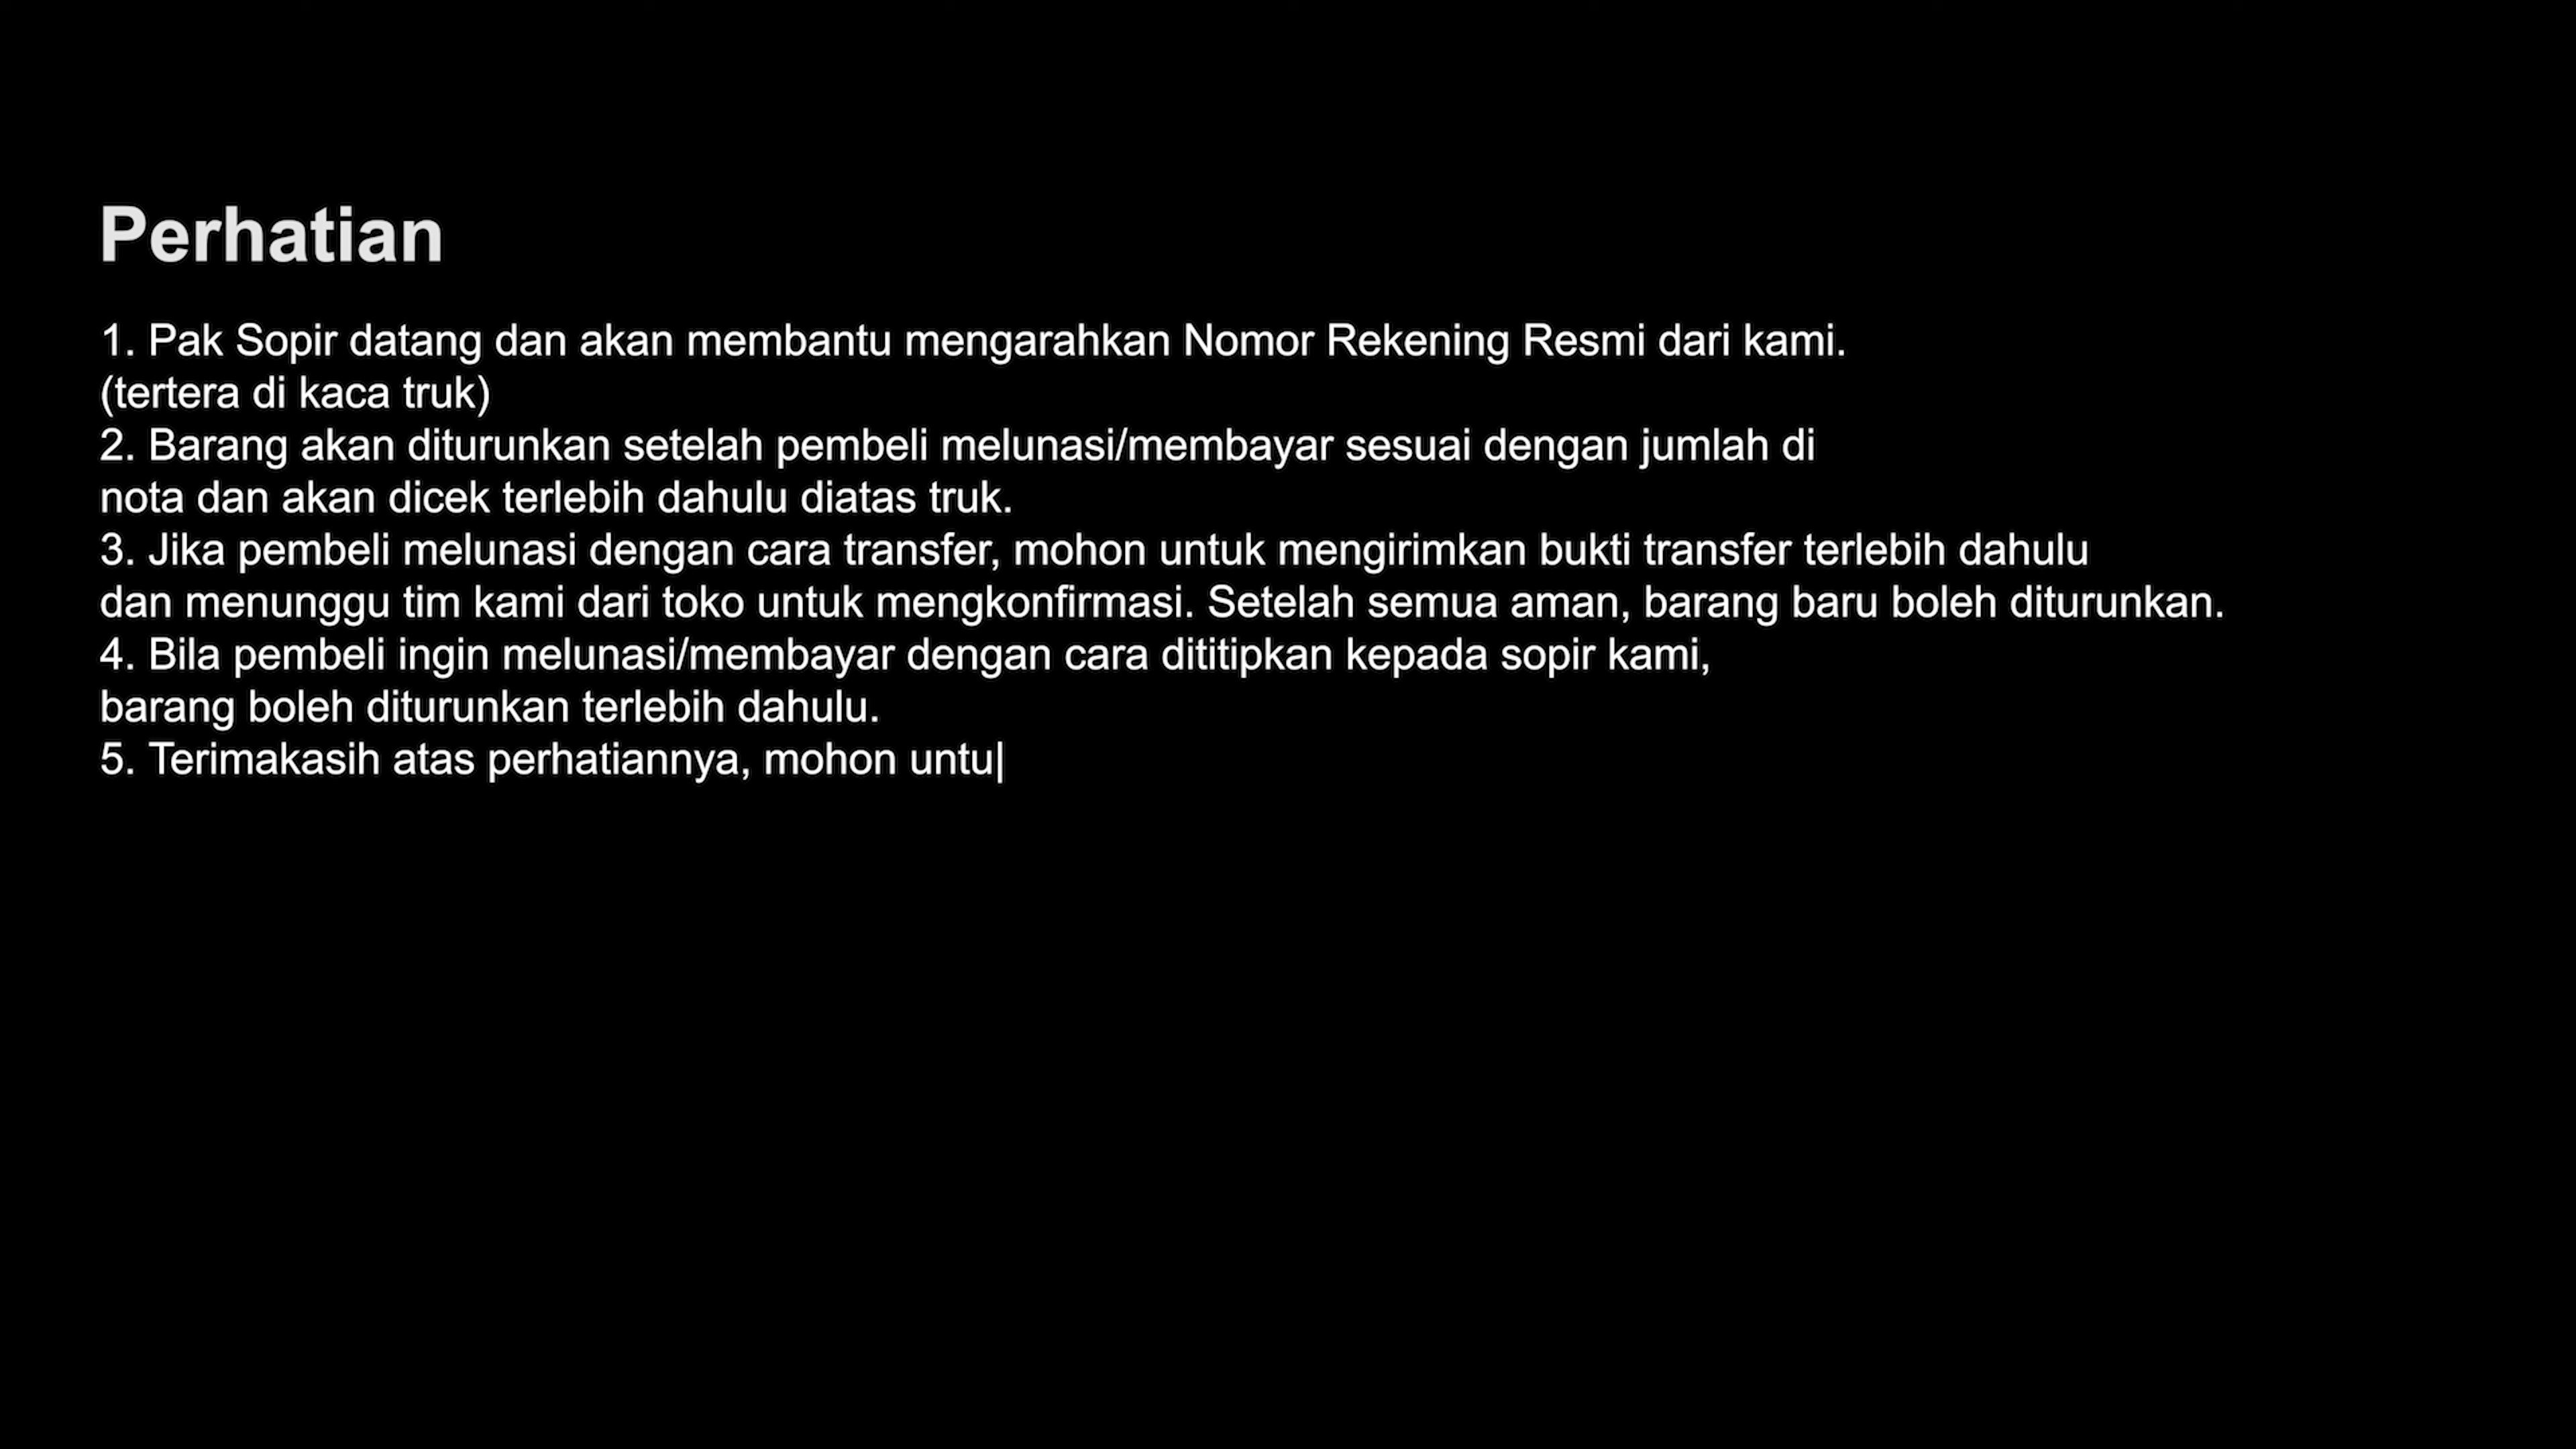 Perhatian
1. Pak Sopir datang dan akan membantu mengarahkan Nomor Rekening Resmi dari kami.
(tertera di kaca truk)
2. Barang akan diturunkan setelah pembeli melunasi/membayar sesuai dengan jumlah di
nota dan akan dicek terlebih dahulu diatas truk.
3. Jika pembeli melunasi dengan cara transfer, mohon untuk mengirimkan bukti transfer terlebih dahulu
dan menunggu tim kami dari toko untuk mengkonfirmasi. Setelah semua aman, barang baru boleh diturunkan.
4. Bila pembeli ingin melunasi/membayar dengan cara dititipkan kepada sopir kami,
barang boleh diturunkan terlebih dahulu.
5. Terimakasih atas perhatiannya, mohon untu|